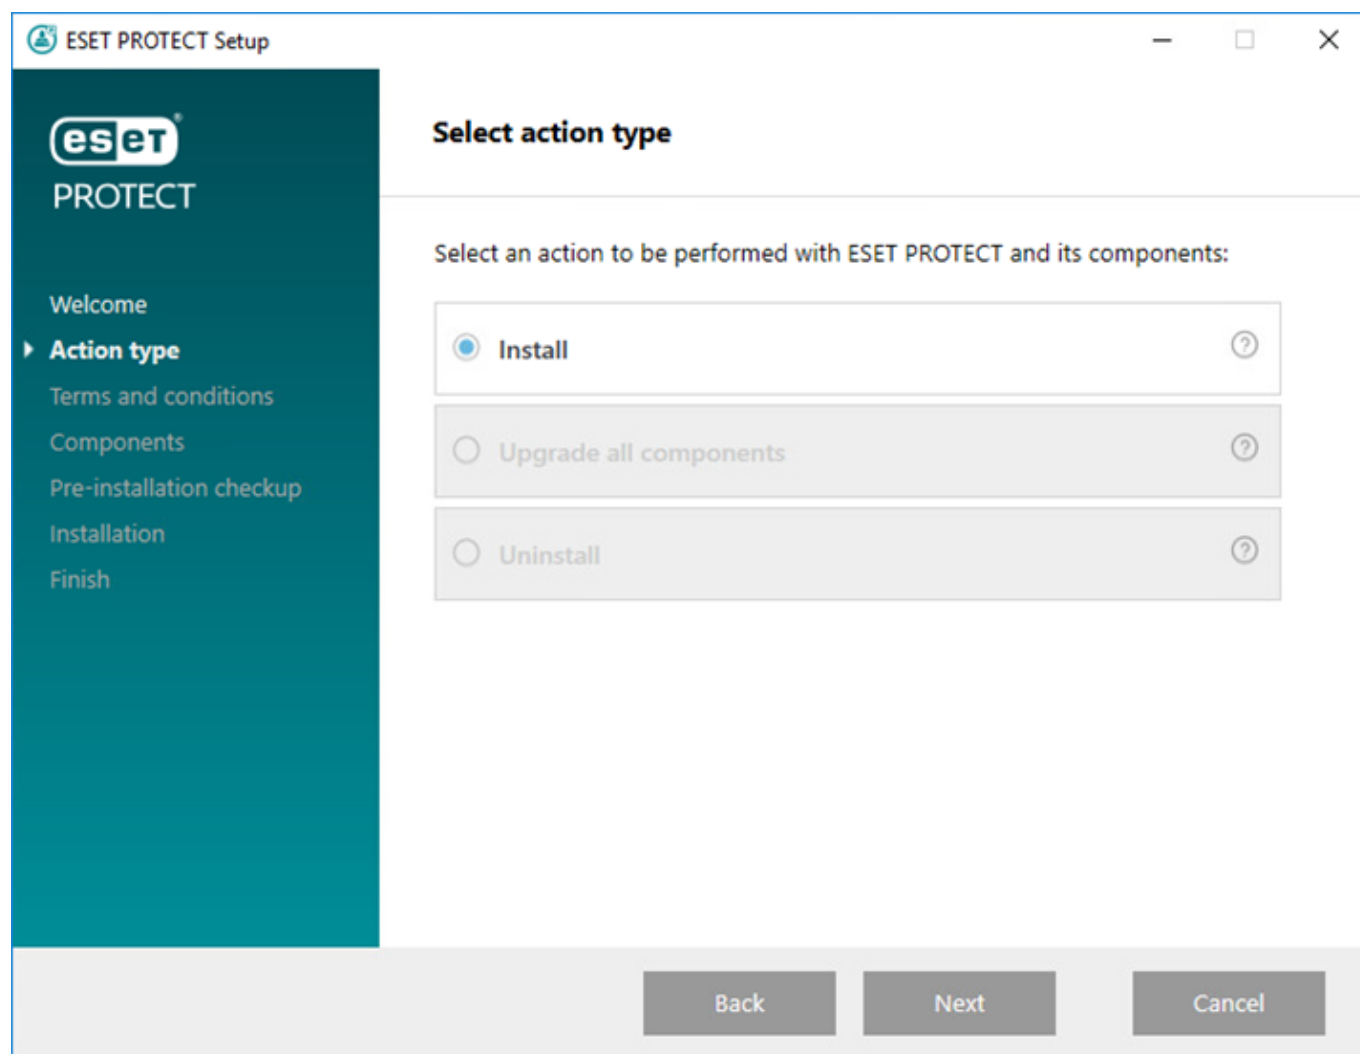 ESET PROTECT Setup
eseT®
PROTECT
Welcome
Action type
Terms and conditions
Components
Pre-installation checkup
Installation
Finish
Select action type
Select an action to be performed with ESET PROTECT and its components:
Install ?
Upgrade all components ?
Uninstall ?
Back Next Cancel